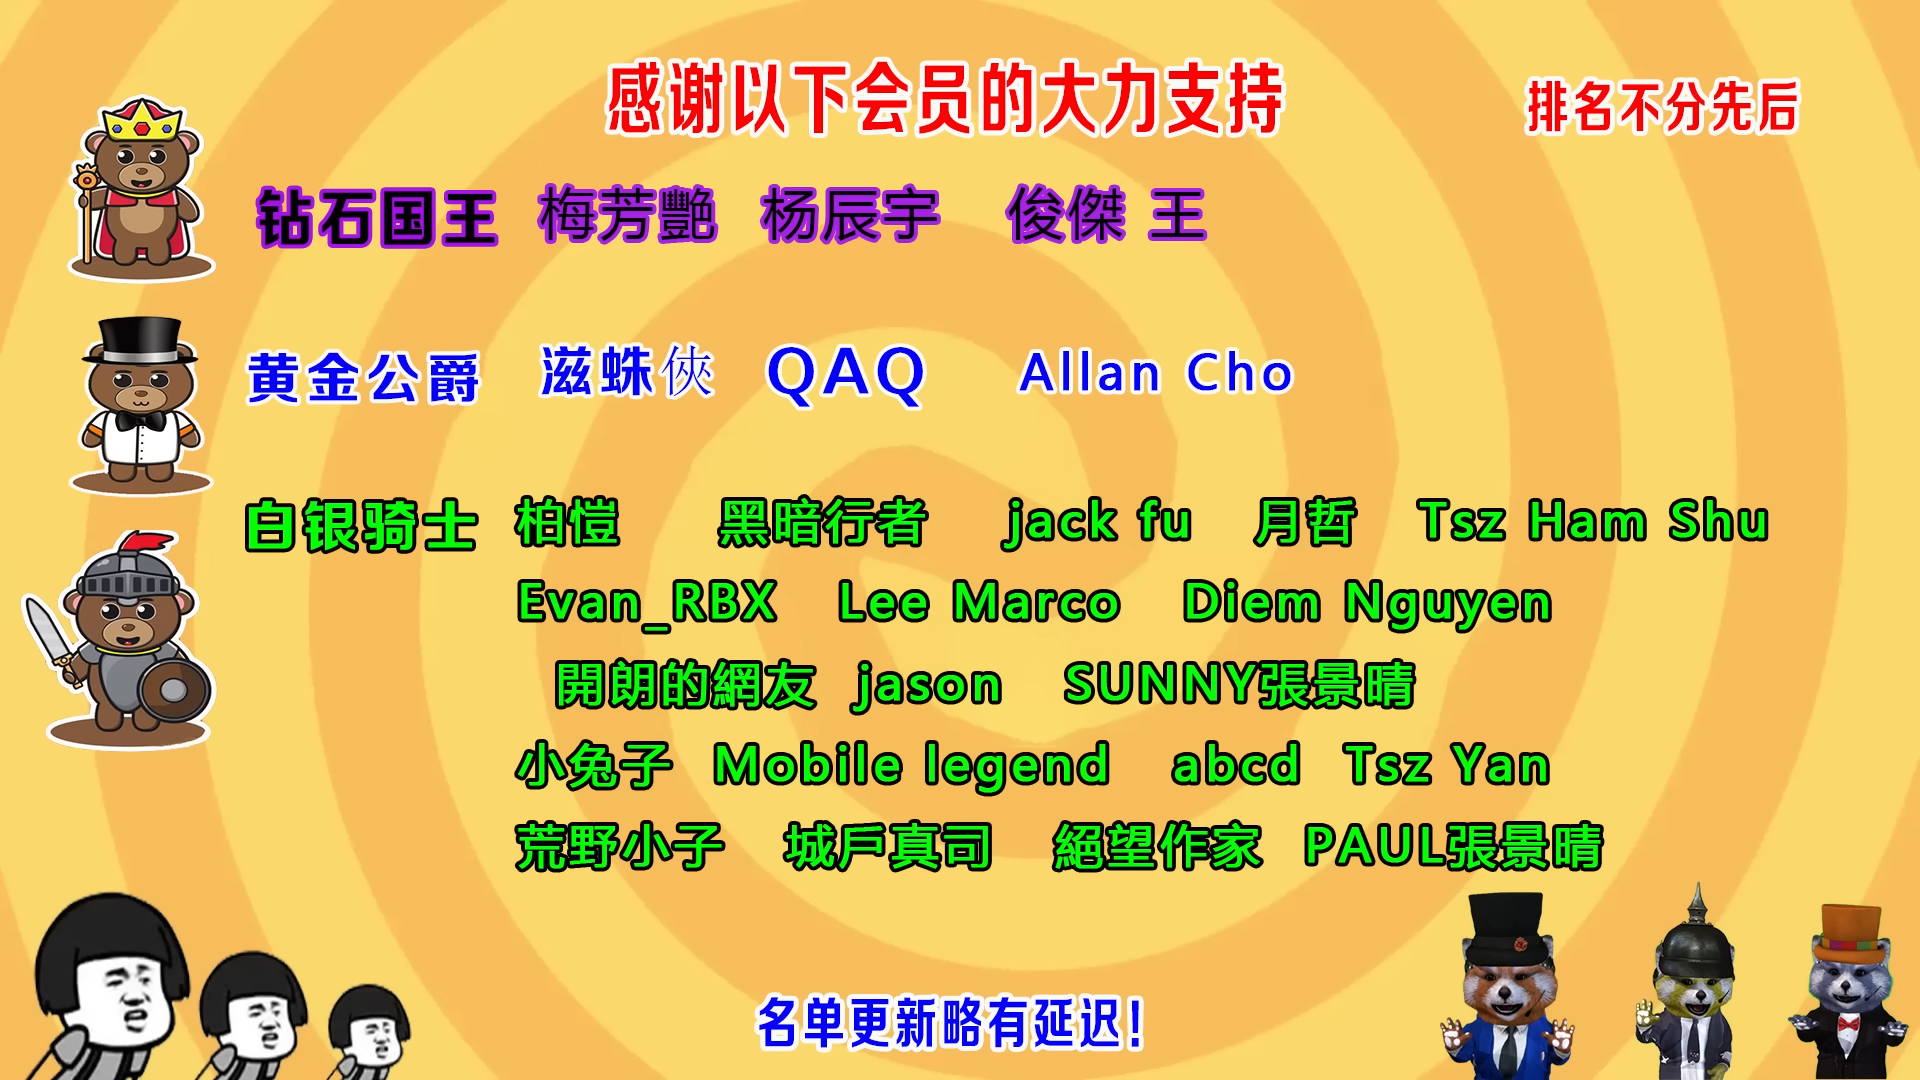 感谢以下会员的大力支持
排名不分先后
钻石国王 梅芳艷 杨辰宇 俊傑 王
黄金公爵 滋蛛俠 QAQ Allan Cho
白银骑士 柏愷 黑暗行者 jack fu 月哲 Tsz Ham Shu
Evan_RBX Lee Marco Diem Nguyen
開朗的網友 jason SUNNY張景晴
小兔子 Mobile legend abcd Tsz Yan
荒野小子 城戶真司 絕望作家 PAUL張景晴
名单更新略有延迟！